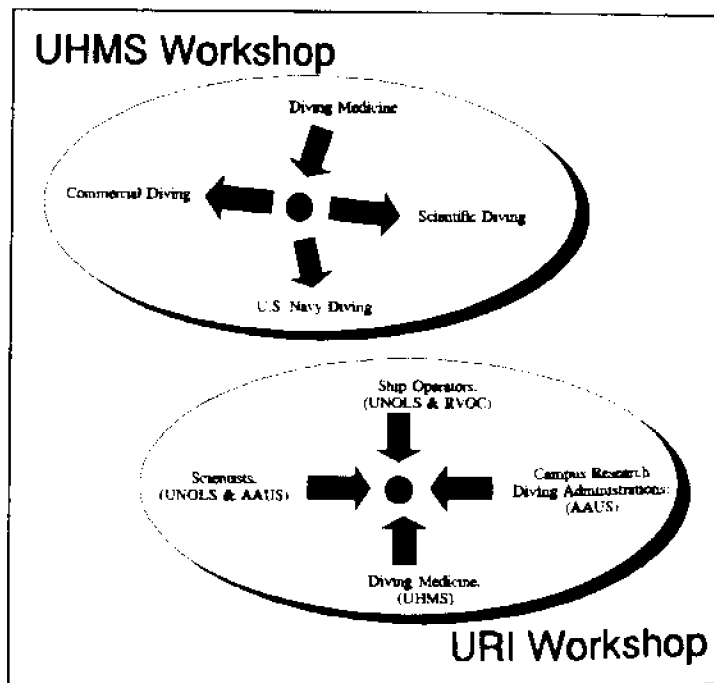 UHMS Workshop
Diving Medicine
Commercial Diving
Scientific Diving
U.S. Navy Diving
Ship Operators.
(UNOLS & RVOC)
Scientists.
(UNOLS & AAUS)
Campus Research
Diving Administrations:
(AAUS)
Diving Medicine.
(UHMS)
URI Workshop